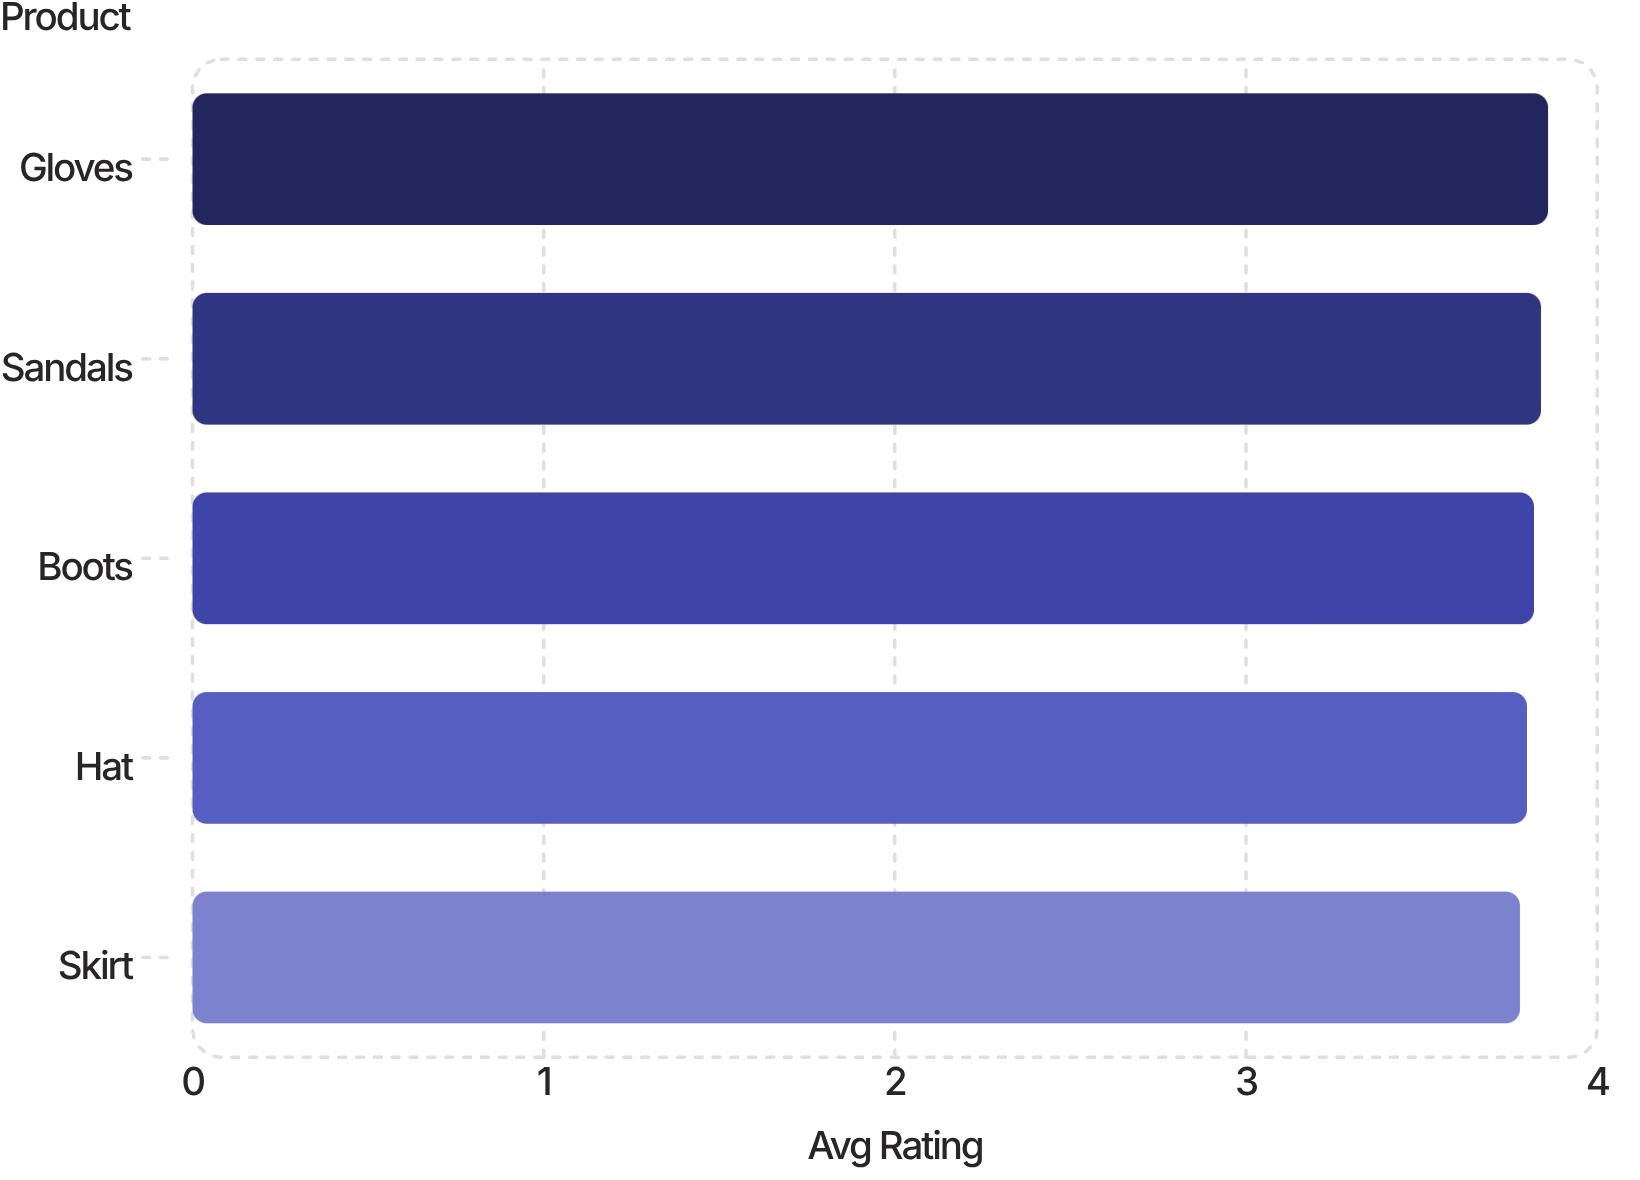 Product
Gloves
Sandals
Boots
Hat
Skirt
0 1 2 3 4
Avg Rating